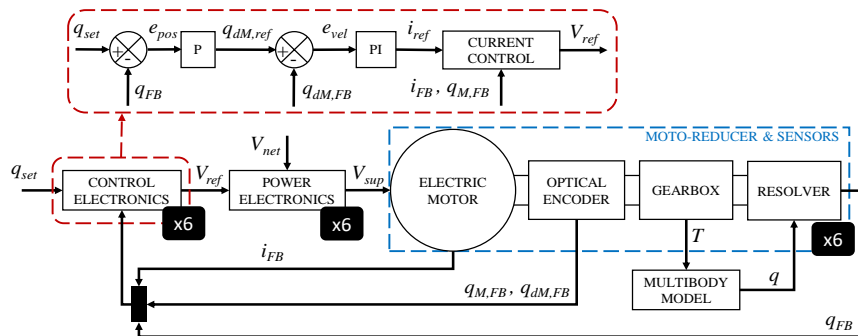 q_set e_pos P q_dM,ref e_vel PI i_ref CURRENT CONTROL V_ref
+ - + -
q_FB q_dM,FB i_FB , q_M,FB
V_net
MOTO-REDUCER & SENSORS
q_set CONTROL ELECTRONICS V_ref POWER ELECTRONICS V_sup ELECTRIC MOTOR OPTICAL ENCODER GEARBOX RESOLVER
x6 x6 x6
i_FB T
MULTIBODY MODEL q
q_M,FB , q_dM,FB
q_FB